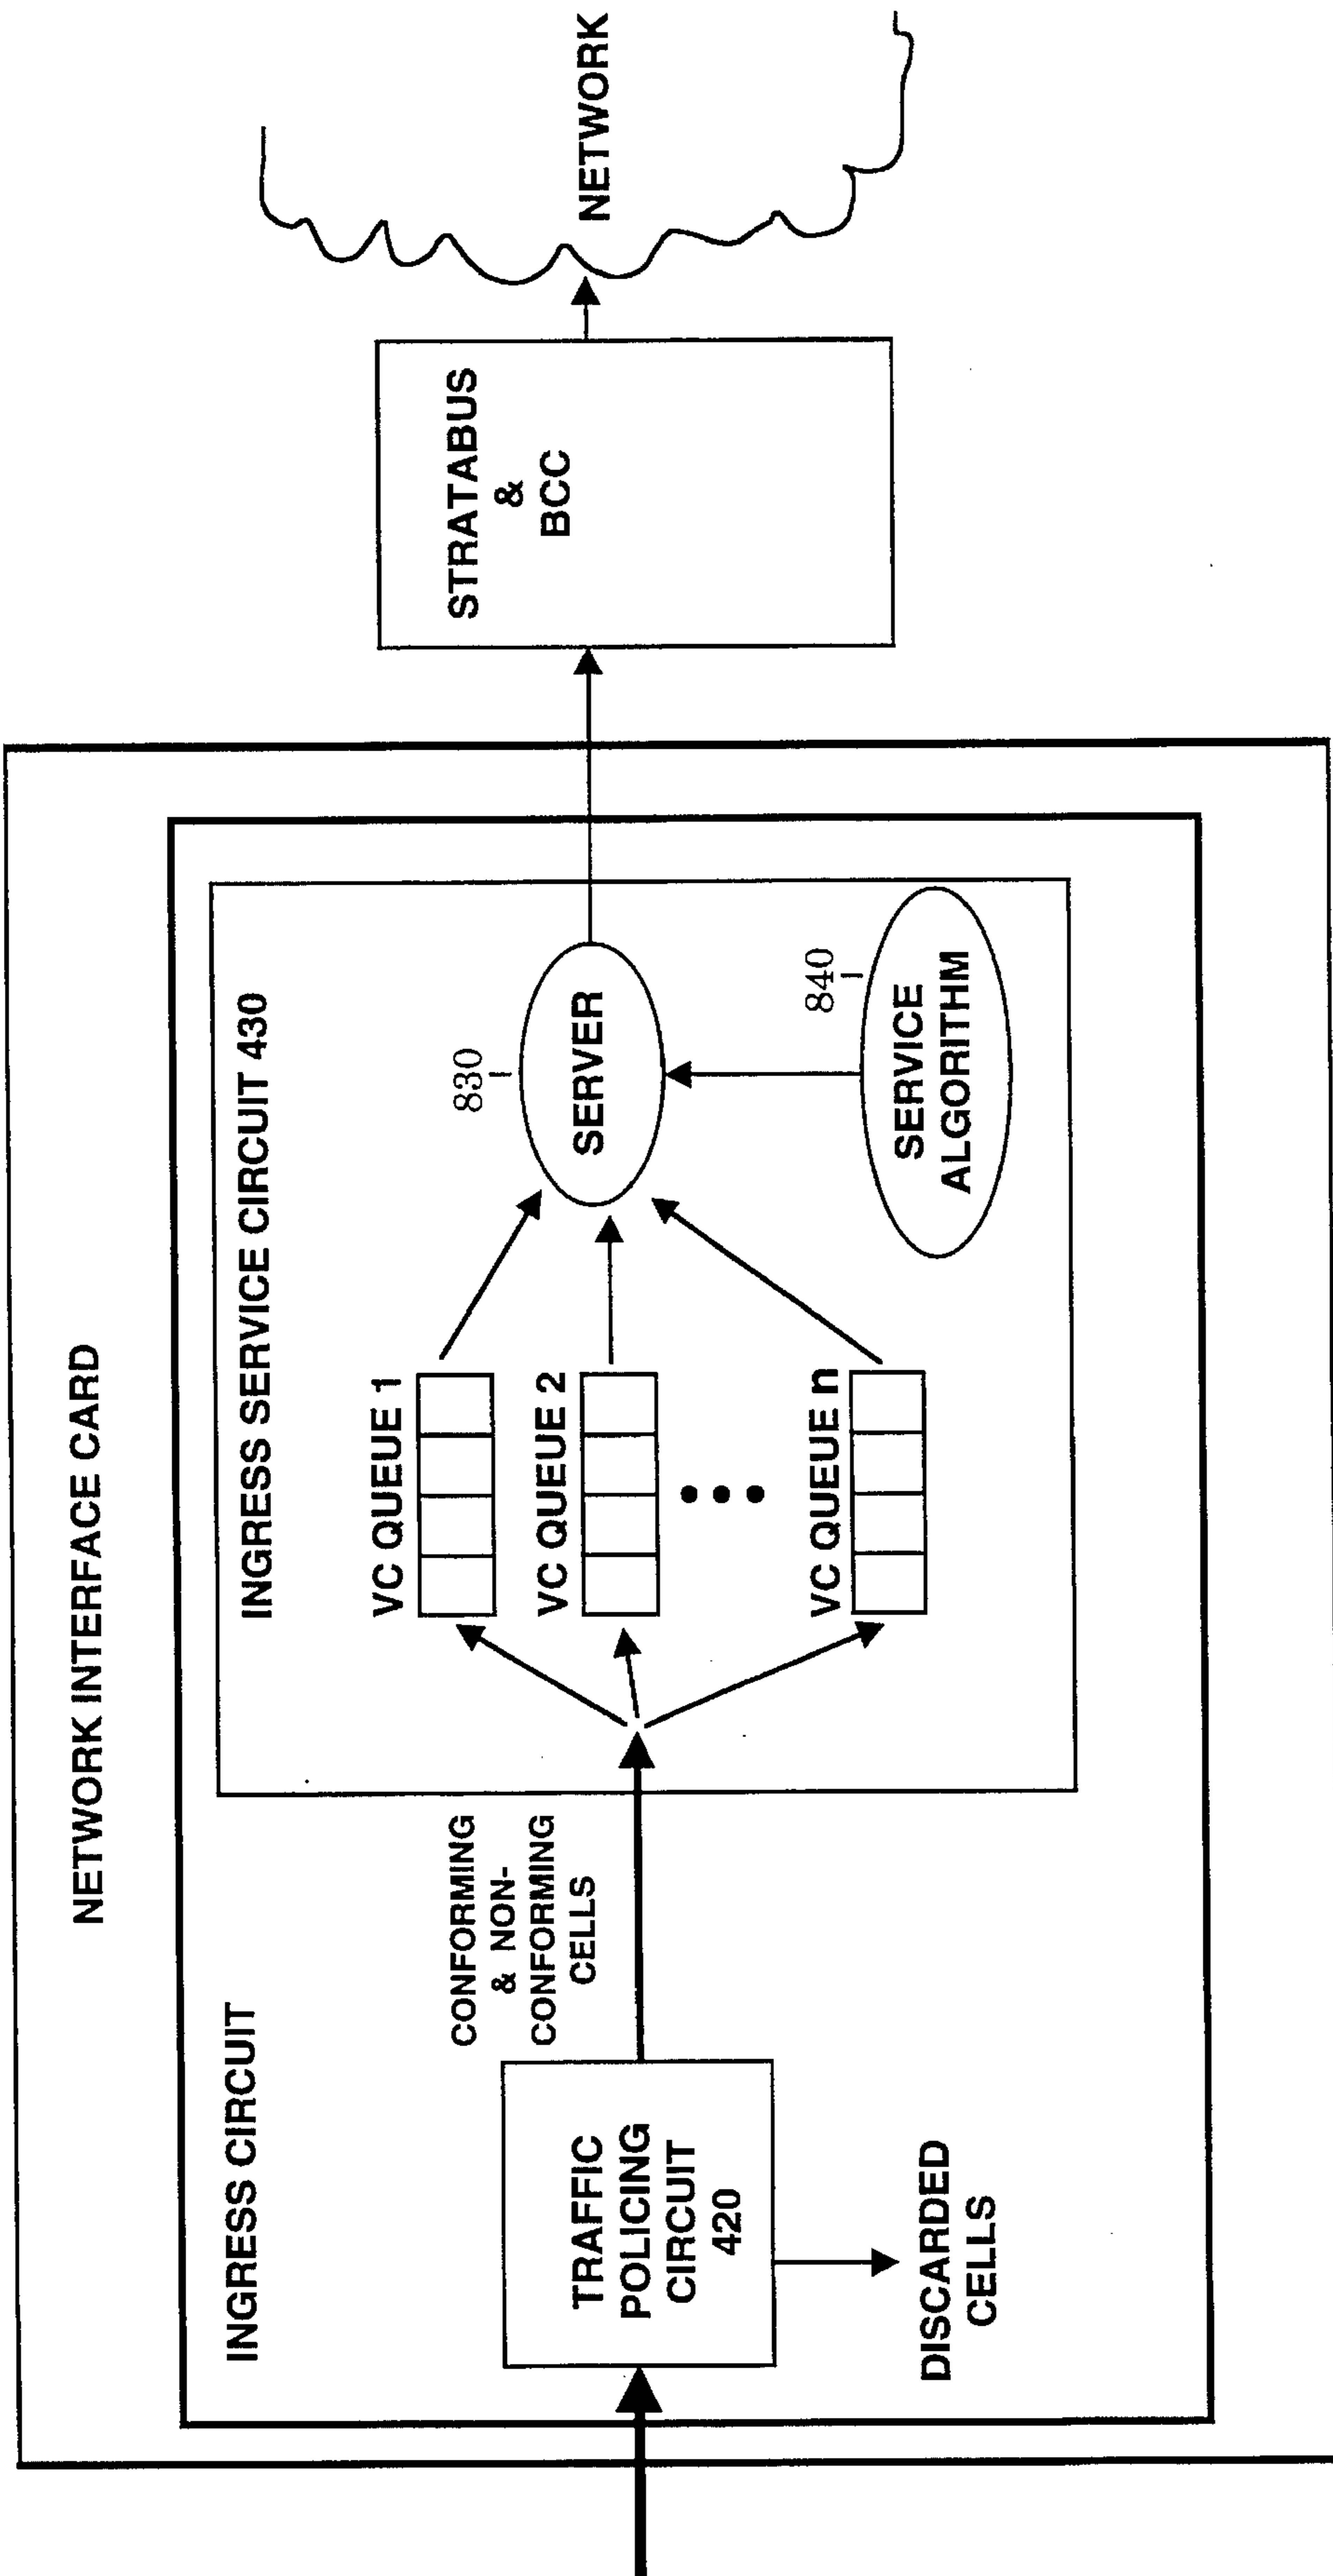 NETWORK INTERFACE CARD
INGRESS CIRCUIT
INGRESS SERVICE CIRCUIT 430
TRAFFIC
POLICING
CIRCUIT
420
DISCARDED
CELLS
CONFORMING
& NON-
CONFORMING
CELLS
VC QUEUE 1
VC QUEUE 2
VC QUEUE n
830
SERVER
840
SERVICE
ALGORITHM
STRATABUS
&
BCC
NETWORK